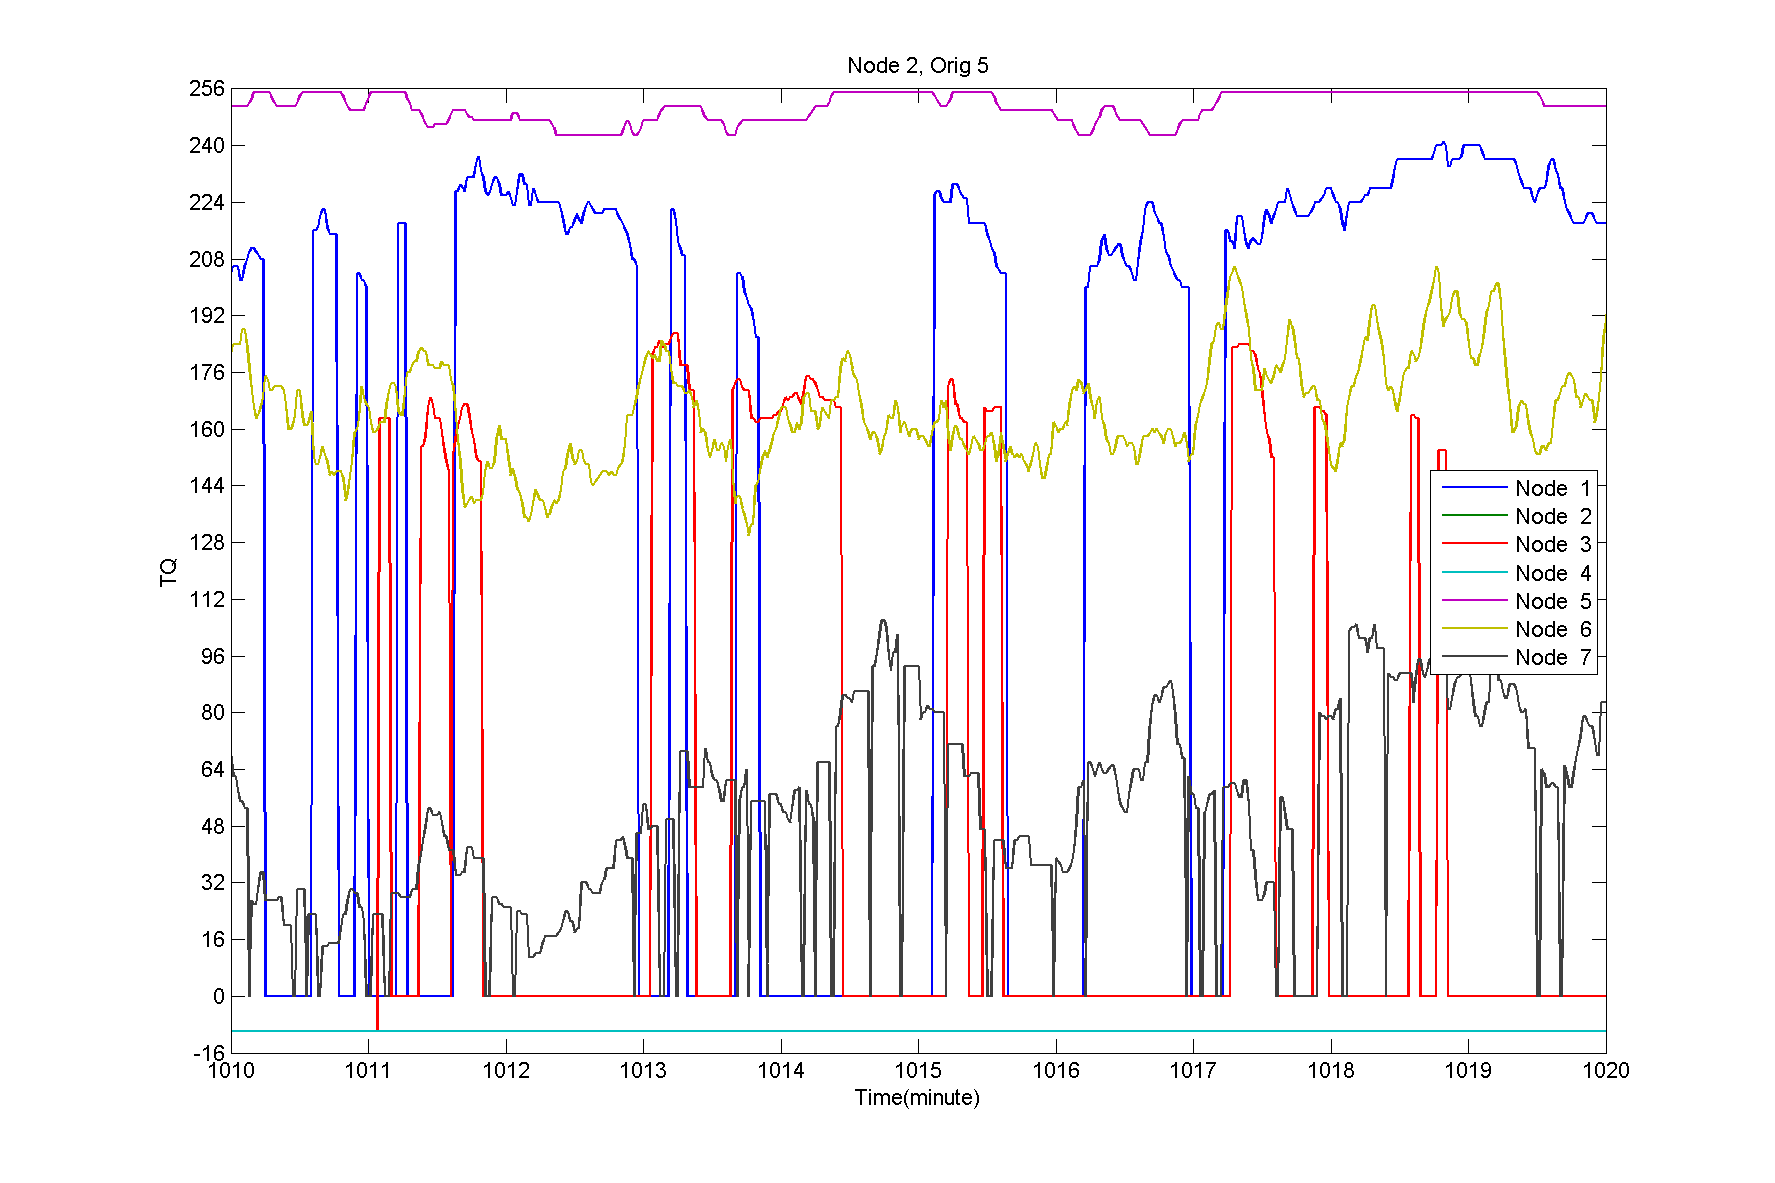 Node 2, Orig 5
256
240
224
208
192
176
160
144
128
112
96
80
64
48
32
16
0
-16
TQ
Node 1
Node 2
Node 3
Node 4
Node 5
Node 6
Node 7
1010 1011 1012 1013 1014 1015 1016 1017 1018 1019 1020
Time(minute)